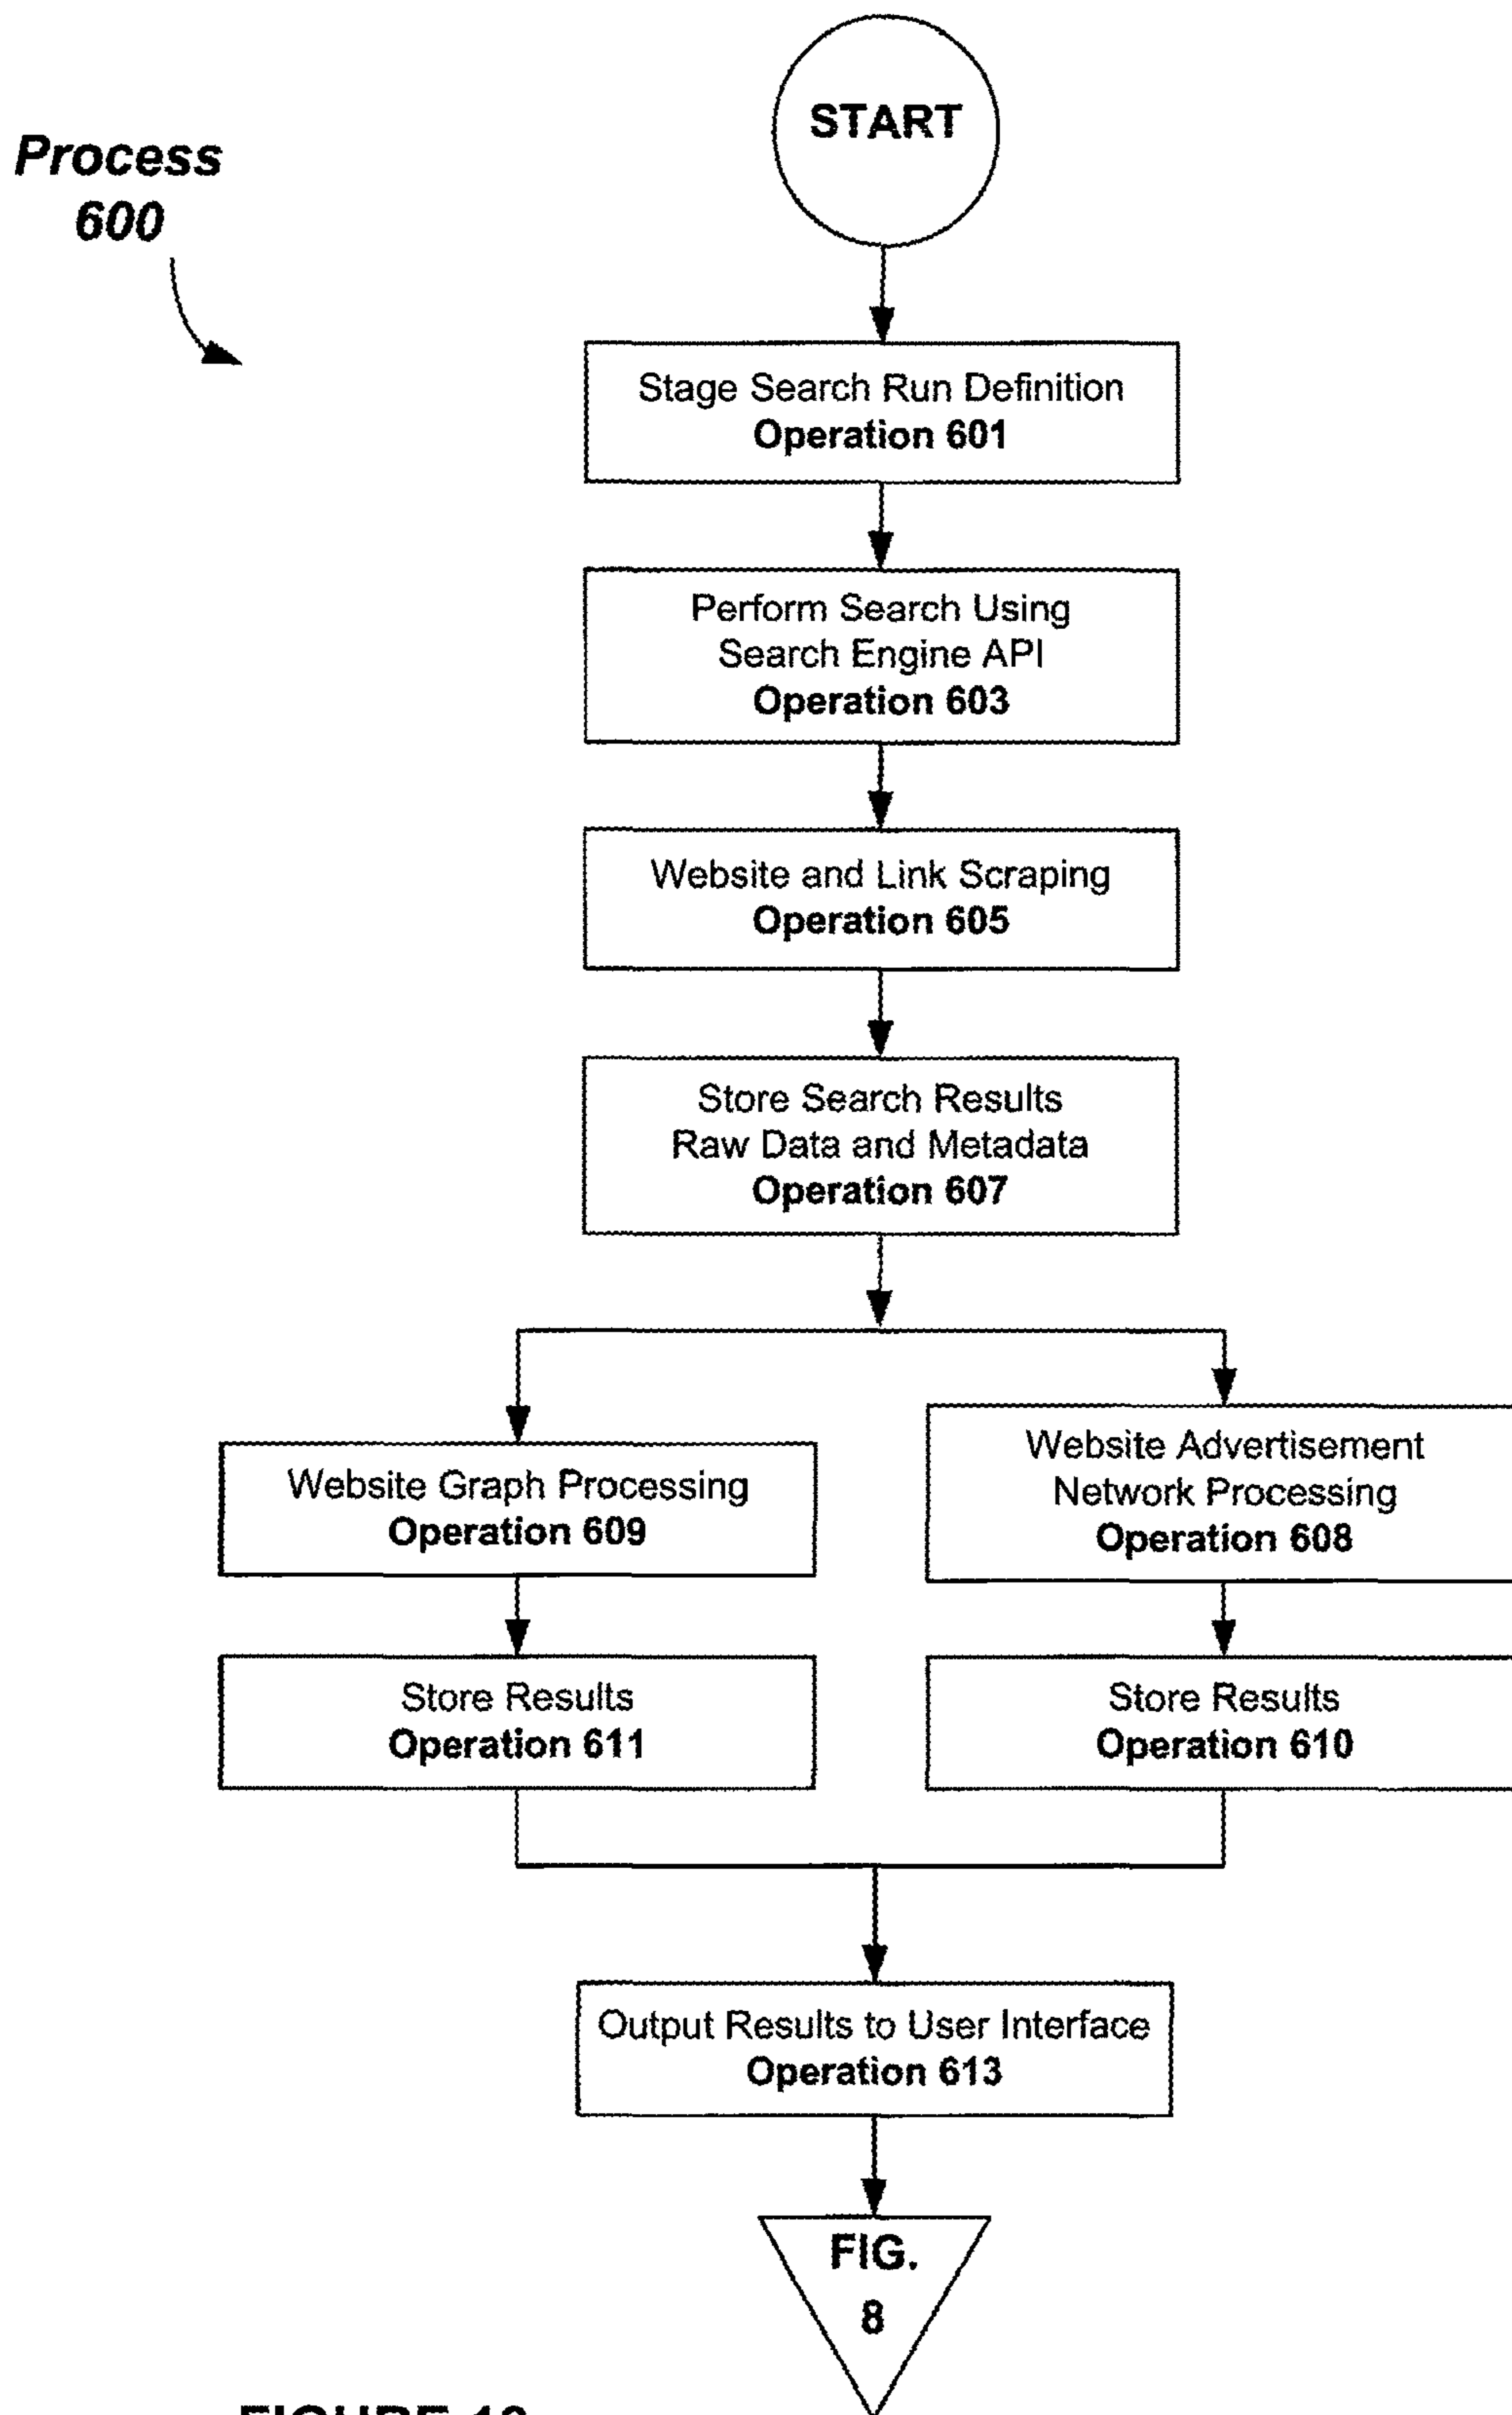 START
Process
600
Stage Search Run Definition
Operation 601
Perform Search Using
Search Engine API
Operation 603
Website and Link Scraping
Operation 605
Store Search Results
Raw Data and Metadata
Operation 607
Website Graph Processing
Operation 609
Website Advertisement
Network Processing
Operation 608
Store Results
Operation 611
Store Results
Operation 610
Output Results to User Interface
Operation 613
FIG.
8
FIGURE